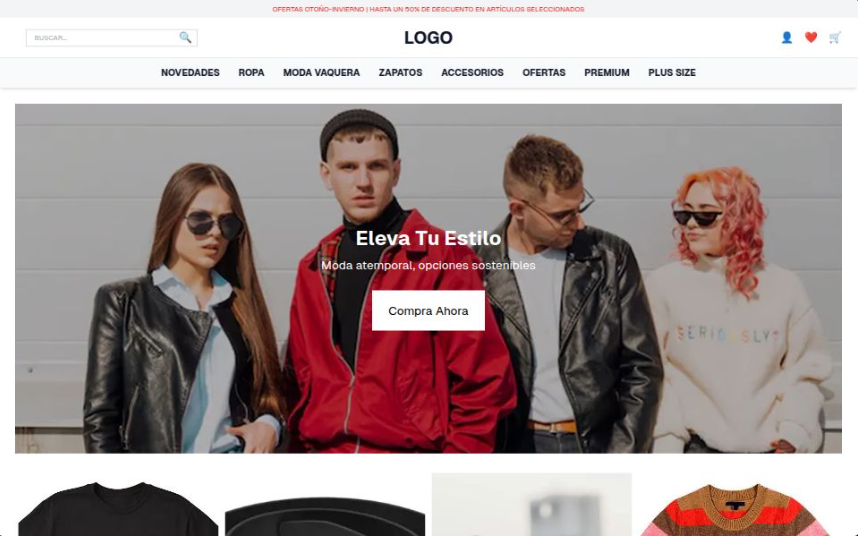 OFERTAS OTOÑO-INVIERNO | HASTA UN 50% DE DESCUENTO EN ARTÍCULOS SELECCIONADOS
BUSCAR...
LOGO
NOVEDADES ROPA MODA VAQUERA ZAPATOS ACCESORIOS OFERTAS PREMIUM PLUS SIZE
Eleva Tu Estilo
Moda atemporal, opciones sostenibles
Compra Ahora